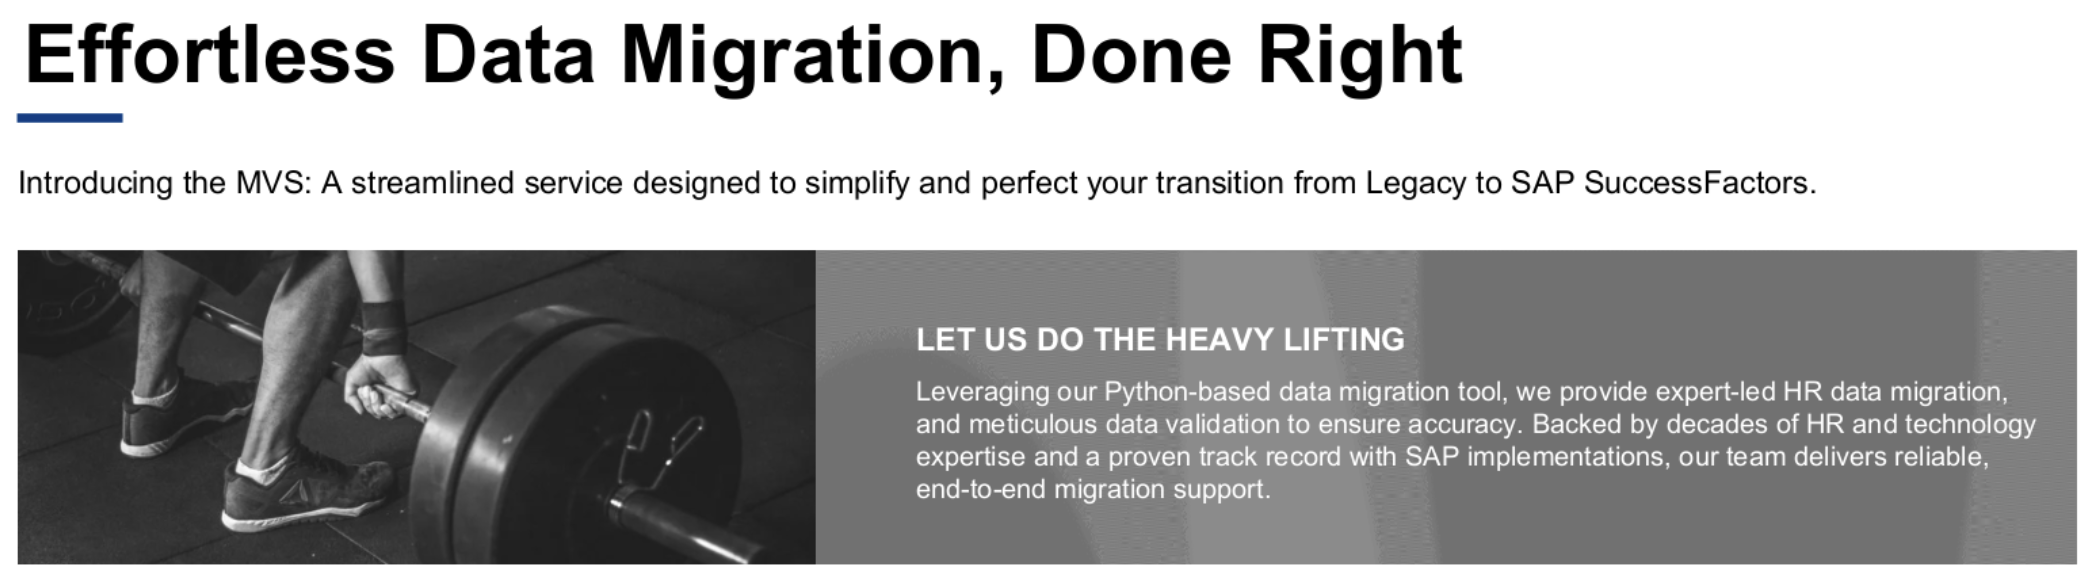 Effortless Data Migration, Done Right
Introducing the MVS: A streamlined service designed to simplify and perfect your transition from Legacy to SAP SuccessFactors.
LET US DO THE HEAVY LIFTING
Leveraging our Python-based data migration tool, we provide expert-led HR data migration,
and meticulous data validation to ensure accuracy. Backed by decades of HR and technology
expertise and a proven track record with SAP implementations, our team delivers reliable,
end-to-end migration support.